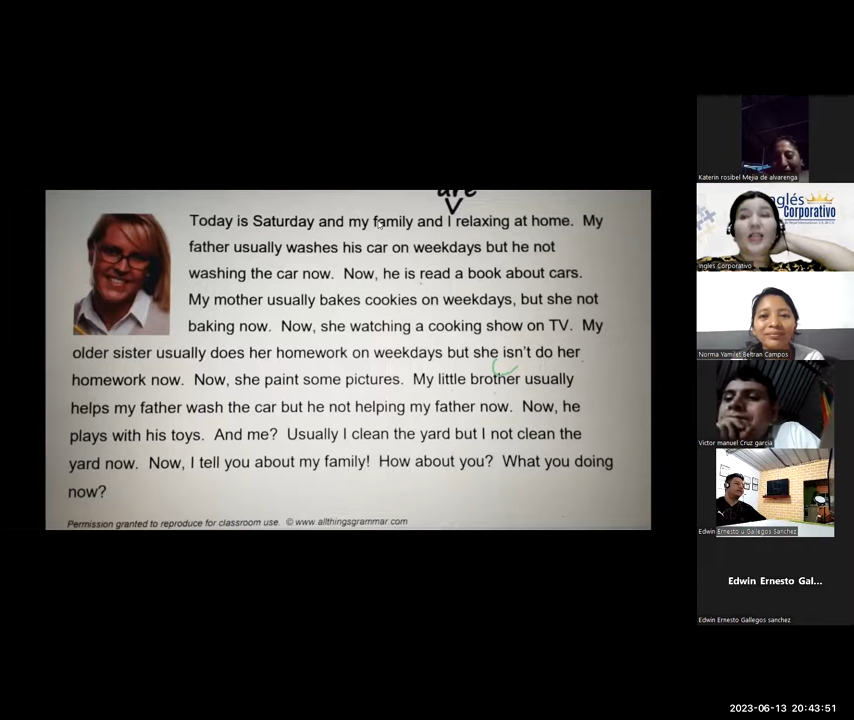 are
V
Today is Saturday and my family and I relaxing at home. My
father usually washes his car on weekdays but he not
washing the car now. Now, he is read a book about cars.
My mother usually bakes cookies on weekdays, but she not
baking now. Now, she watching a cooking show on TV. My
older sister usually does her homework on weekdays but she isn't do her
homework now. Now, she paint some pictures. My little brother usually
helps my father wash the car but he not helping my father now. Now, he
plays with his toys. And me? Usually I clean the yard but I not clean the
yard now. Now, I tell you about my family! How about you? What you doing
now?
Permission granted to reproduce for classroom use. © www.allthingsgrammar.com
Katerin rosibel Mejia de alvarenga
Inglés
Corporativo
Inglés Corporativo
Norma Yamilet Beltran Campos
Victor manuel Cruz garcia
Edwin Ernesto u Gallegos Sanchez
Edwin Ernesto Gal...
Edwin Ernesto Gallegos sanchez
2023-06-13 20:43:51